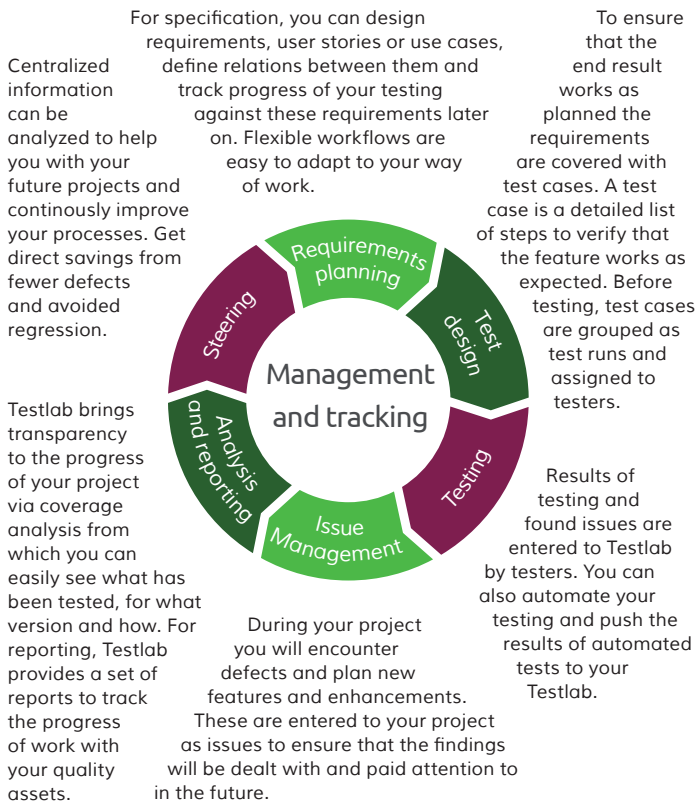 For specification, you can design
requirements, user stories or use cases,
define relations between them and
track progress of your testing
against these requirements later
on. Flexible workflows are
easy to adapt to your way
of work.
To ensure
that the
end result
works as
planned the
requirements
are covered with
test cases. A test
case is a detailed list
of steps to verify that
the feature works as
expected. Before
testing, test cases
are grouped as
test runs and
assigned to
testers.
Results of
testing and
found issues are
entered to Testlab
by testers. You can
also automate your
testing and push the
results of automated
tests to your
Testlab.
During your project
you will encounter
defects and plan new
features and enhancements.
These are entered to your project
as issues to ensure that the findings
will be dealt with and paid attention to
in the future.
Testlab brings
transparency
to the progress
of your project
via coverage
analysis from
which you can
easily see what has
been tested, for what
version and how. For
reporting, Testlab
provides a set of
reports to track
the progress
of work with
your quality
assets.
Centralized
information
can be
analyzed to help
you with your
future projects and
continously improve
your processes. Get
direct savings from
fewer defects
and avoided
regression.
Requirements
planning
Test
design
Testing
Issue
Management
Analysis
and reporting
Steering
Management
and tracking